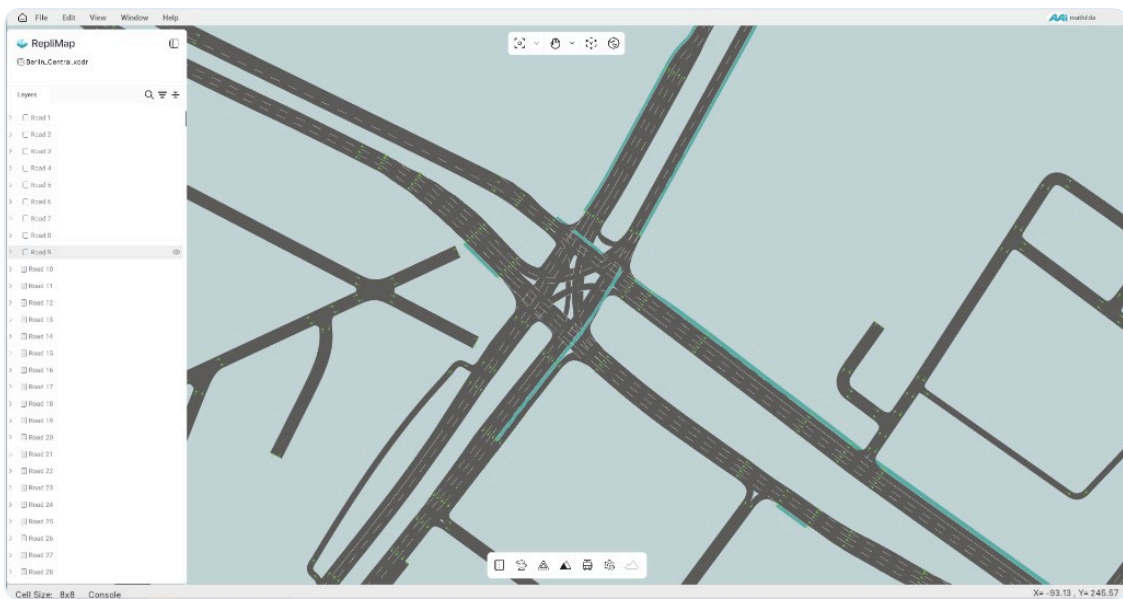 File Edit View Window Help
AAi mathilda
RepliMap
Berlin_Central.xodr
Layers
Road 1
Road 2
Road 3
Road 4
Road 5
Road 6
Road 7
Road 8
Road 9
Road 10
Road 11
Road 12
Road 13
Road 14
Road 15
Road 16
Road 17
Road 18
Road 19
Road 20
Road 21
Road 22
Road 23
Road 24
Road 25
Road 26
Road 27
Road 28
Cell Size: 8x8 Console
X= -93.13 , Y= 245.57